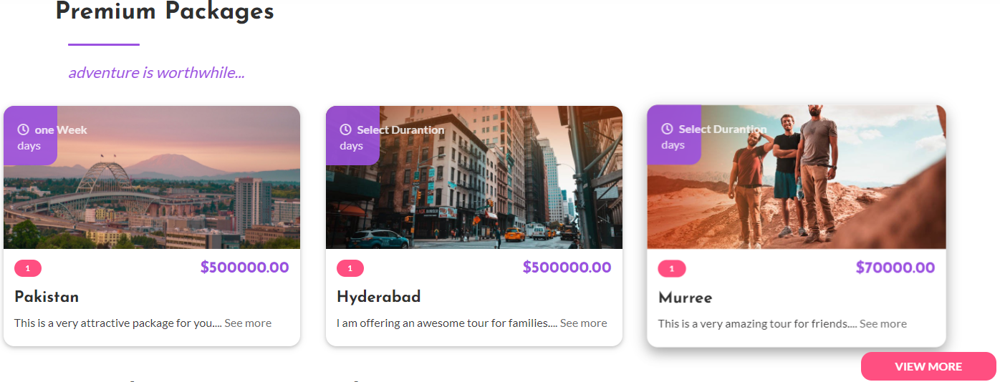 Premium Packages
adventure is worthwhile...
one Week
days
1
$500000.00
Pakistan
This is a very attractive package for you.... See more
Select Durantion
days
1
$500000.00
Hyderabad
I am offering an awesome tour for families.... See more
Select Durantion
days
1
$70000.00
Murree
This is a very amazing tour for friends.... See more
VIEW MORE